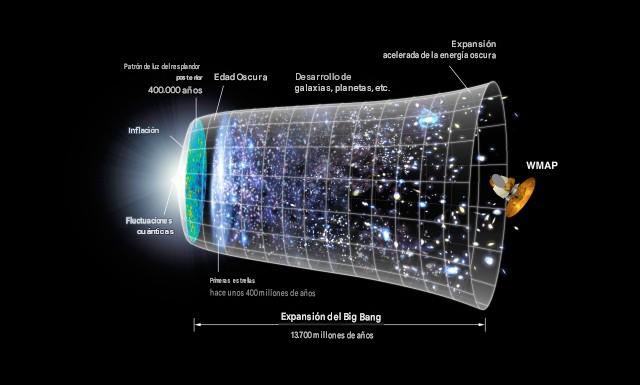 Expansión
acelerada de la energía oscura
Patrón de luz del resplandor
posterior
400.000 años
Edad Oscura
Desarrollo de
galaxias, planetas, etc.
Inflación
WMAP
Fluctuaciones
cuánticas
Primeras estrellas
hace unos 400 millones de años
Expansión del Big Bang
13.700 millones de años